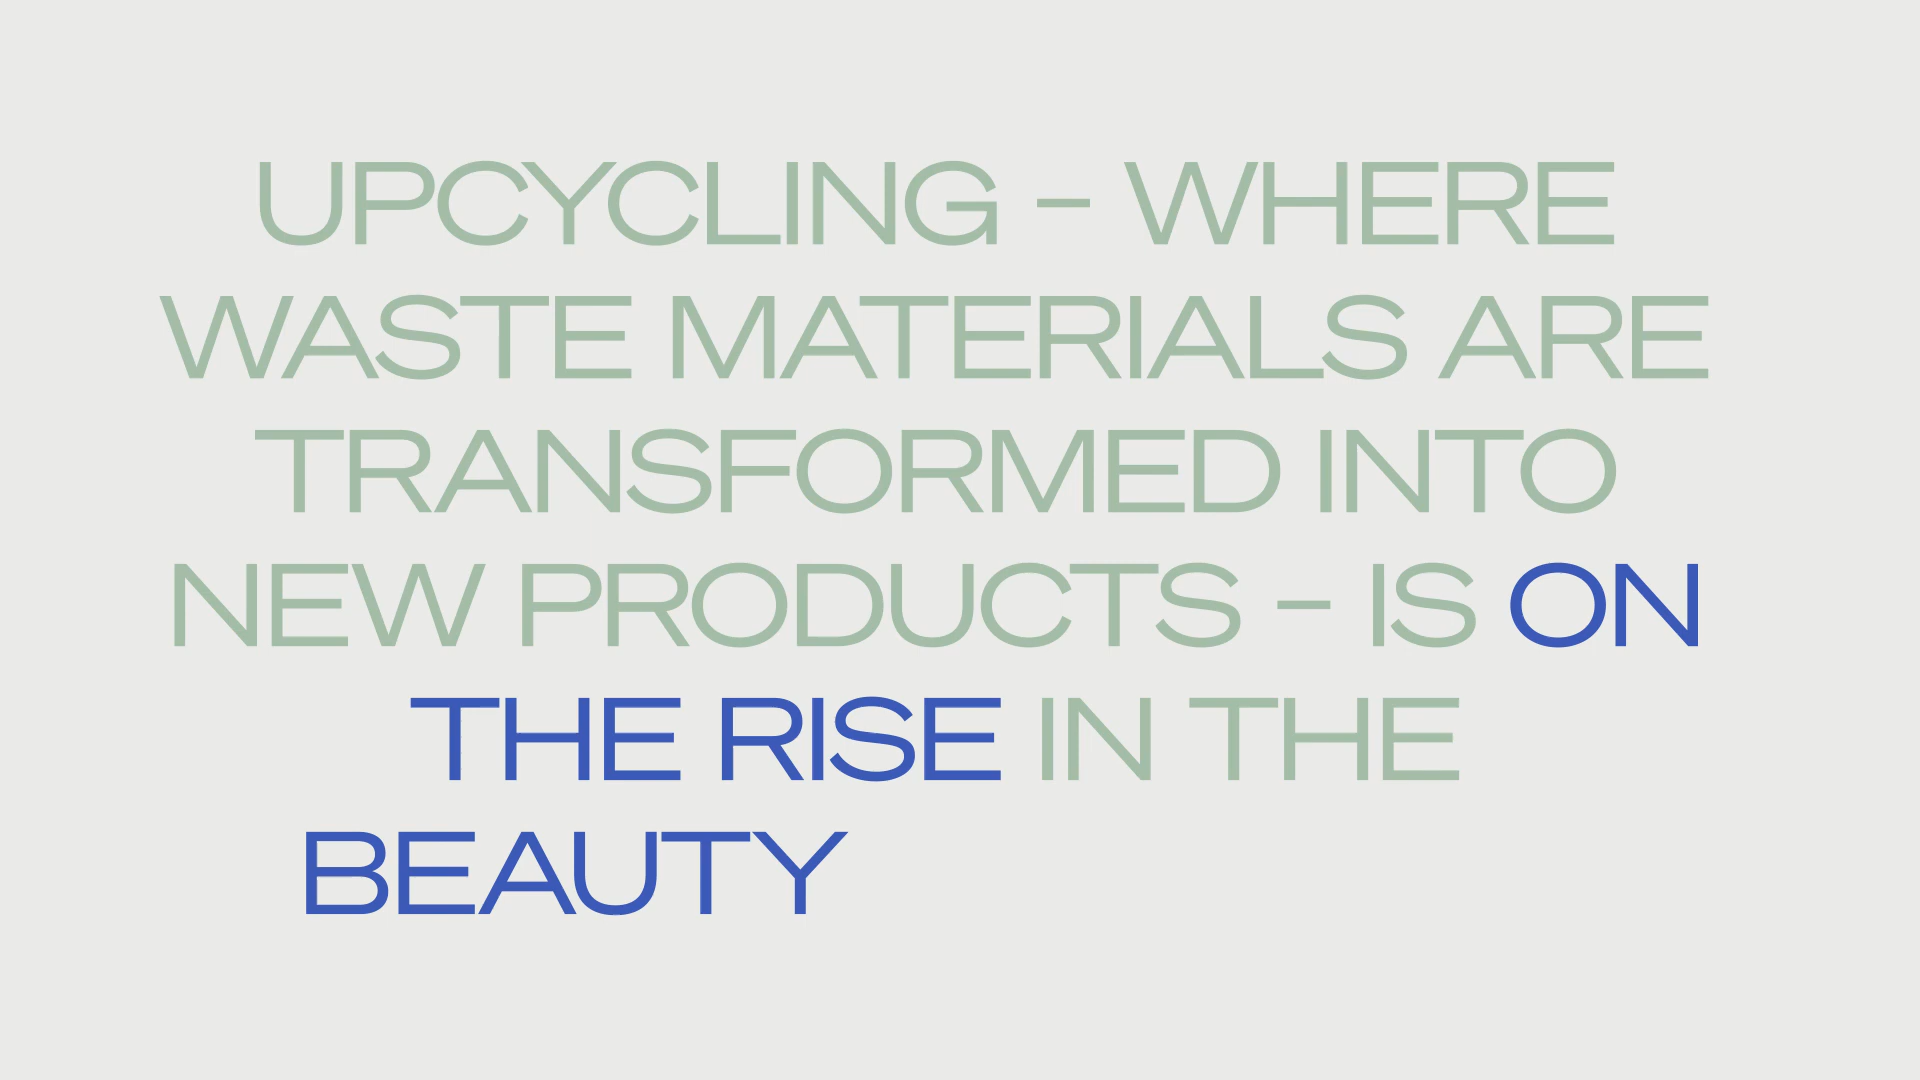 UPCYCLING – WHERE
WASTE MATERIALS ARE
TRANSFORMED INTO
NEW PRODUCTS – IS ON
THE RISE IN THE
BEAUTY